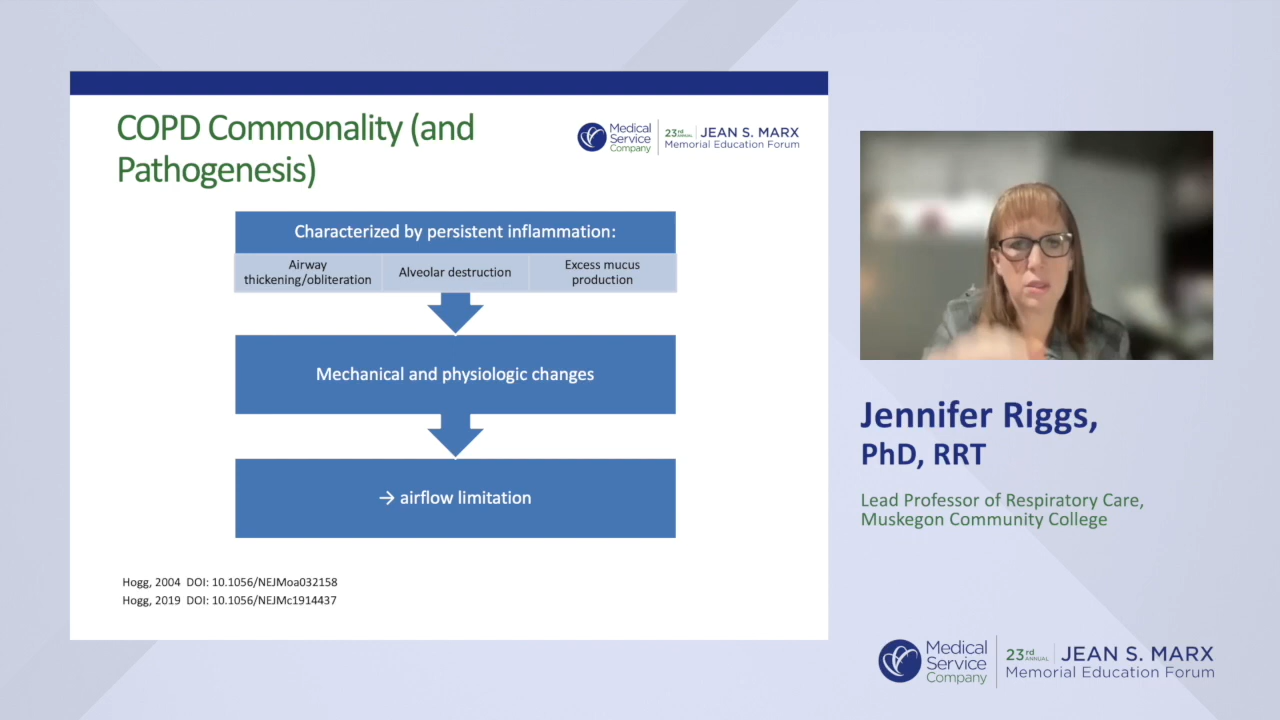 COPD Commonality (and
Pathogenesis)
Medical
Service
Company
23rd ANNUAL JEAN S. MARX
Memorial Education Forum
Characterized by persistent inflammation:
Airway
thickening/obliteration
Alveolar destruction
Excess mucus
production
Mechanical and physiologic changes
→ airflow limitation
Hogg, 2004 DOI: 10.1056/NEJMoa032158
Hogg, 2019 DOI: 10.1056/NEJMc1914437
Jennifer Riggs,
PhD, RRT
Lead Professor of Respiratory Care,
Muskegon Community College
Medical
Service
Company
23rd ANNUAL JEAN S. MARX
Memorial Education Forum